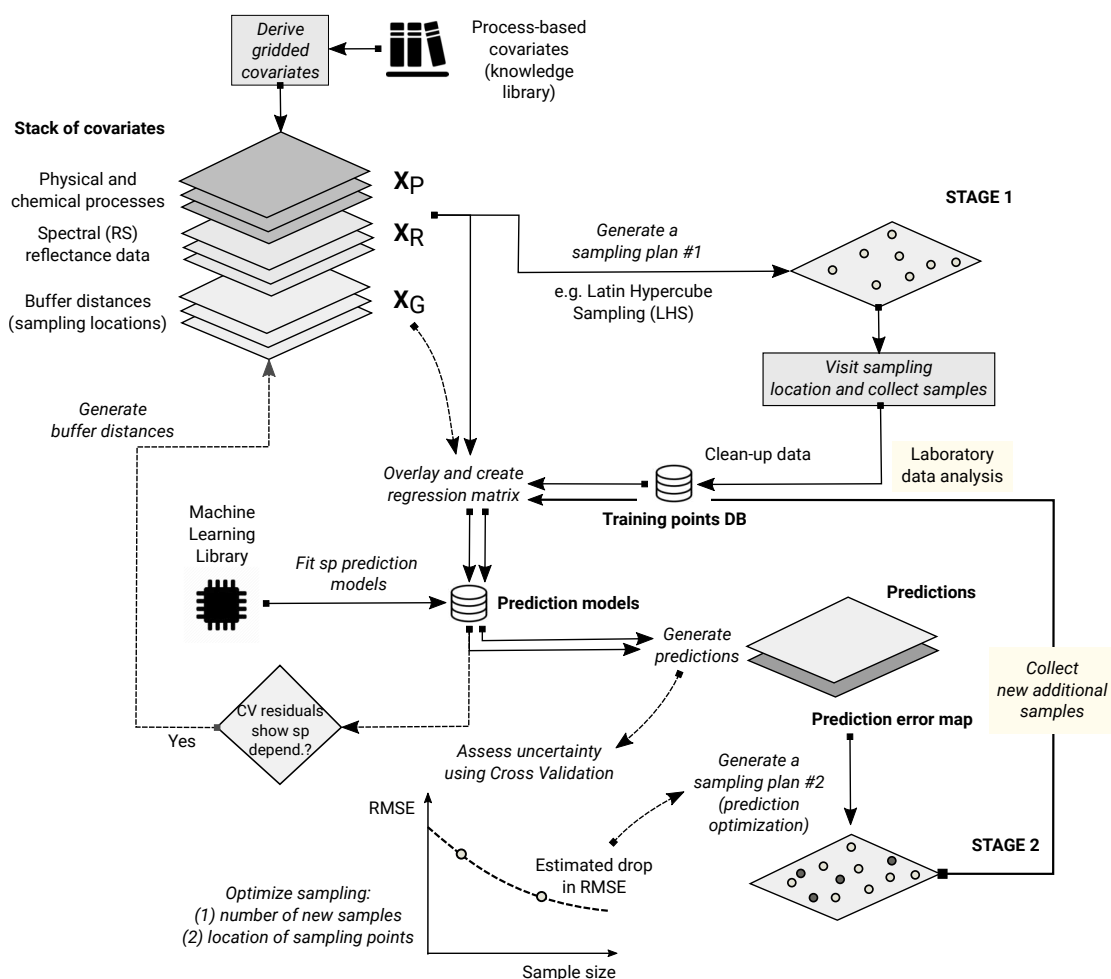 Derive
gridded
covariates
Process-based
covariates
(knowledge
library)
Stack of covariates
Physical and
chemical processes
X_P
Spectral (RS)
reflectance data
X_R
Buffer distances
(sampling locations)
X_G
Generate a
sampling plan #1
e.g. Latin Hypercube
Sampling (LHS)
STAGE 1
Visit sampling
location and collect samples
Generate
buffer distances
Clean-up data
Laboratory
data analysis
Overlay and create
regression matrix
Training points DB
Machine
Learning
Library
Fit sp prediction
models
Prediction models
Generate
predictions
Predictions
Collect
new additional
samples
CV residuals
show sp
depend.?
Yes
Prediction error map
Assess uncertainty
using Cross Validation
Generate a
sampling plan #2
(prediction
optimization)
RMSE
Estimated drop
in RMSE
STAGE 2
Optimize sampling:
(1) number of new samples
(2) location of sampling points
Sample size